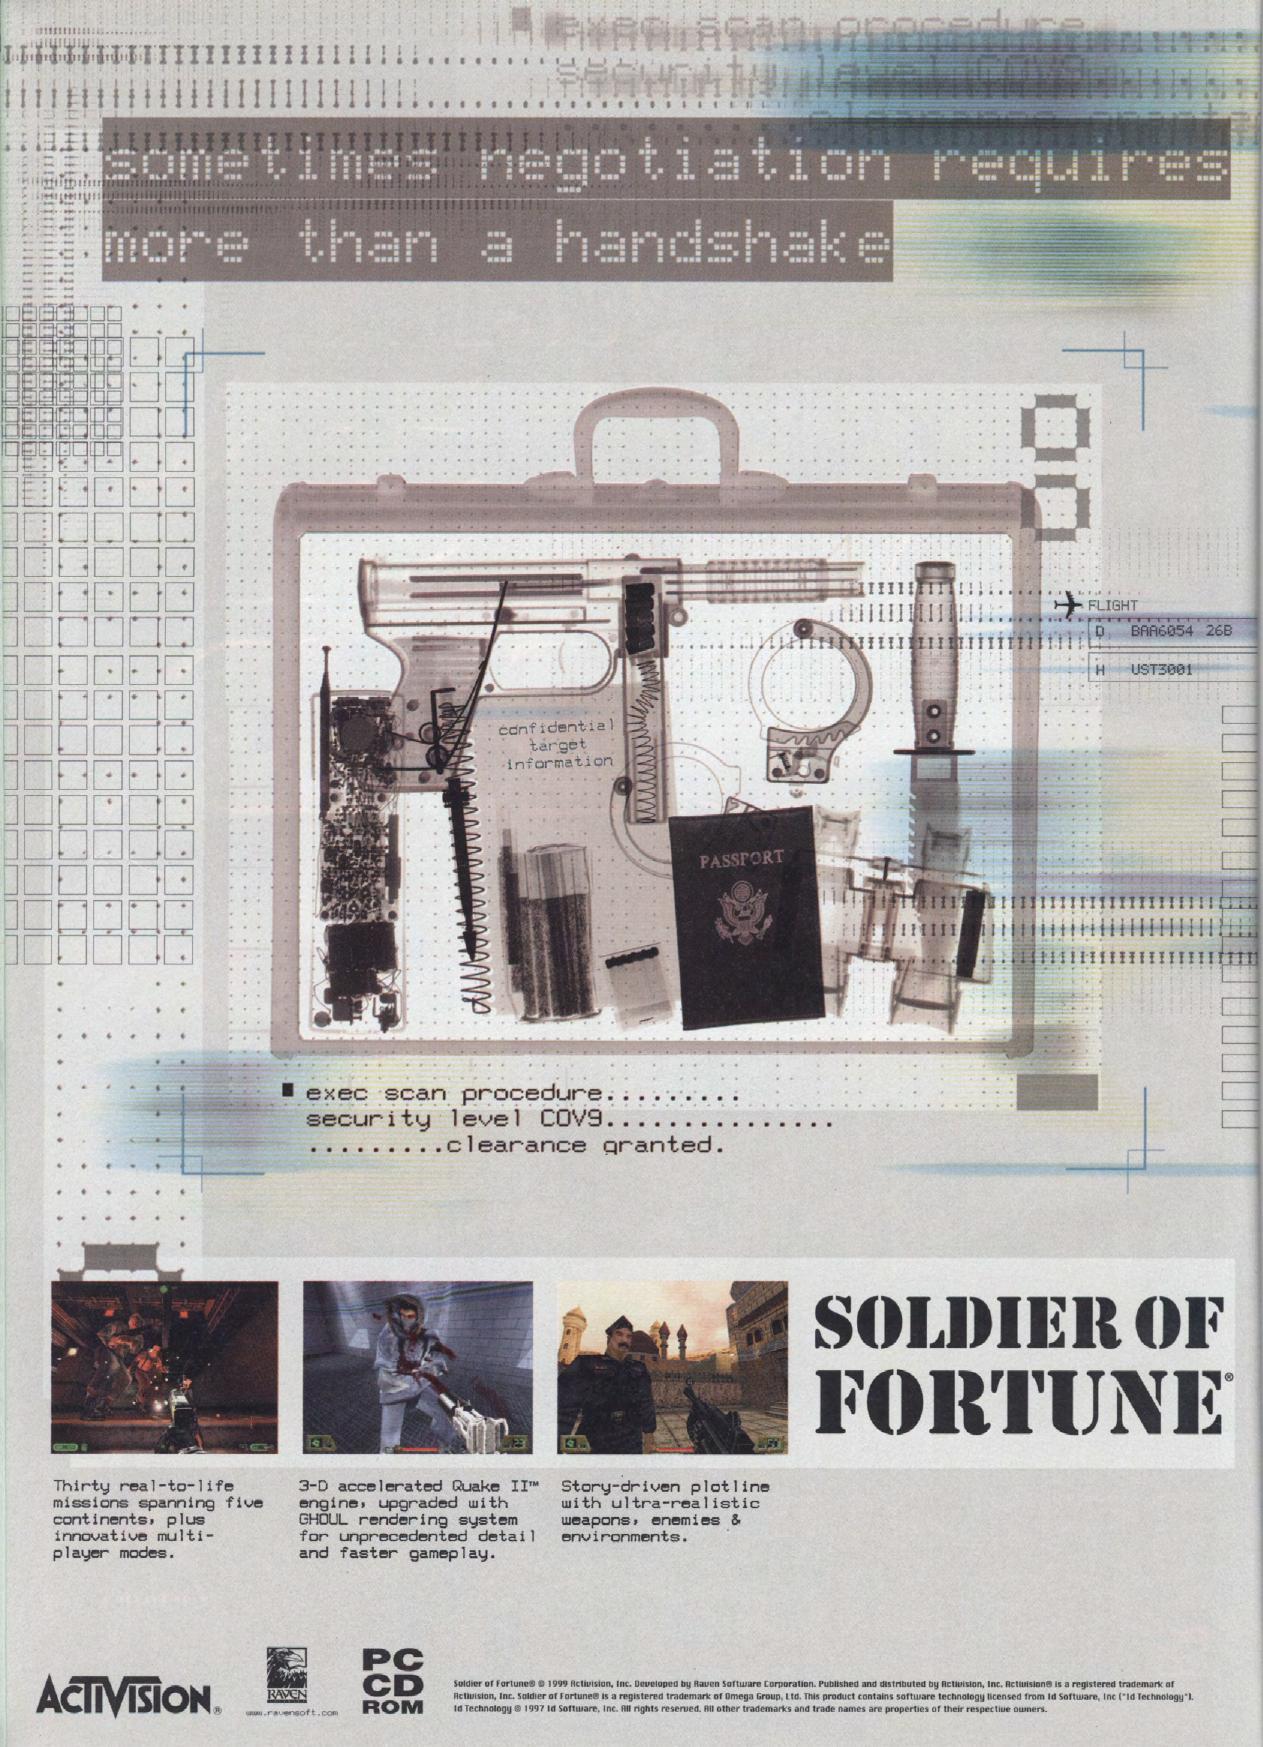 exec scan procedure
security level COV9
clearance
sometimes negotiation requires
more than a handshake
FLIGHT
D BAA6054 26B
H UST3001
confidential
target
information
PASSPORT
exec scan procedure.........
security level COV9...............
.........clearance granted.
SOLDIER OF
FORTUNE®
Thirty real-to-life
missions spanning five
continents, plus
innovative multi-
player modes.
3-D accelerated Quake II™
engine, upgraded with
GHOUL rendering system
for unprecedented detail
and faster gameplay.
Story-driven plotline
with ultra-realistic
weapons, enemies &
environments.
ACTIVISION®
RAVEN
www.ravensoft.com
PC
CD
ROM
Soldier of Fortune® © 1999 Activision, Inc. Developed by Raven Software Corporation. Published and distributed by Activision, Inc. Activision® is a registered trademark of
Activision, Inc. Soldier of Fortune® is a registered trademark of Omega Group, Ltd. This product contains software technology licensed from Id Software, Inc ("Id Technology").
Id Technology © 1997 Id Software, Inc. All rights reserved. All other trademarks and trade names are properties of their respective owners.